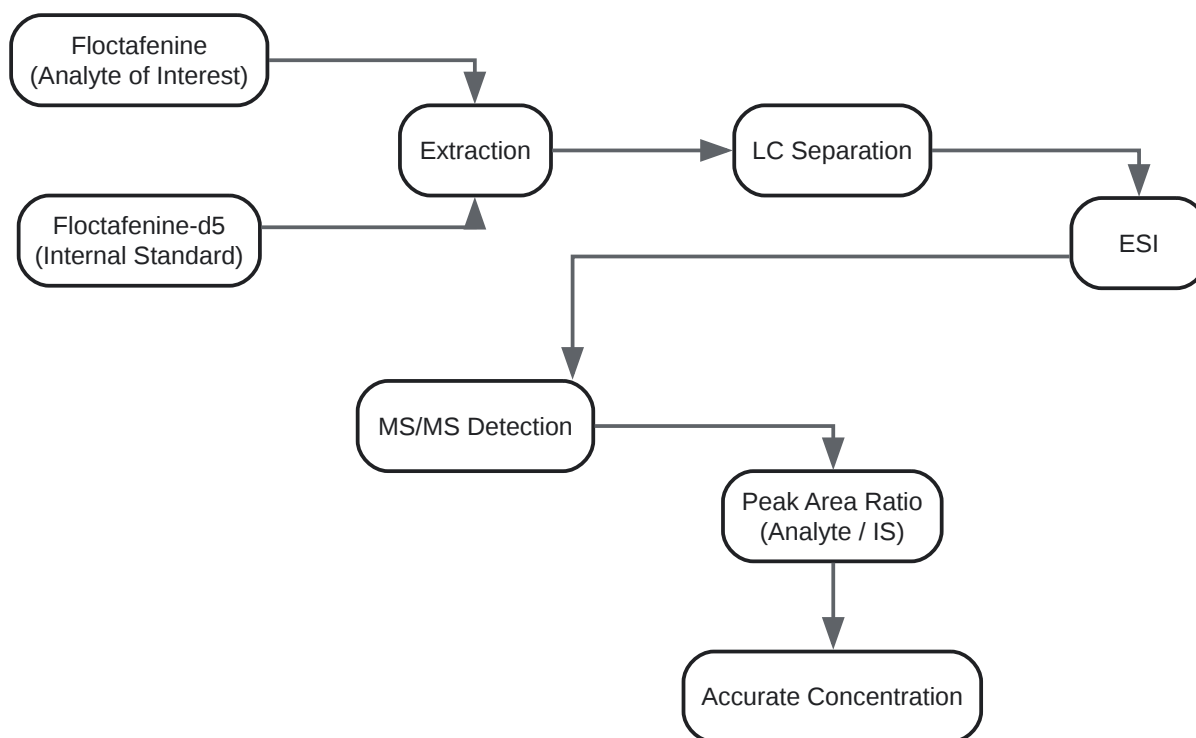 Floctafenine
(Analyte of Interest)
Extraction
LC Separation
Floctafenine-d5
(Internal Standard)
ESI
MS/MS Detection
Peak Area Ratio
(Analyte / IS)
Accurate Concentration